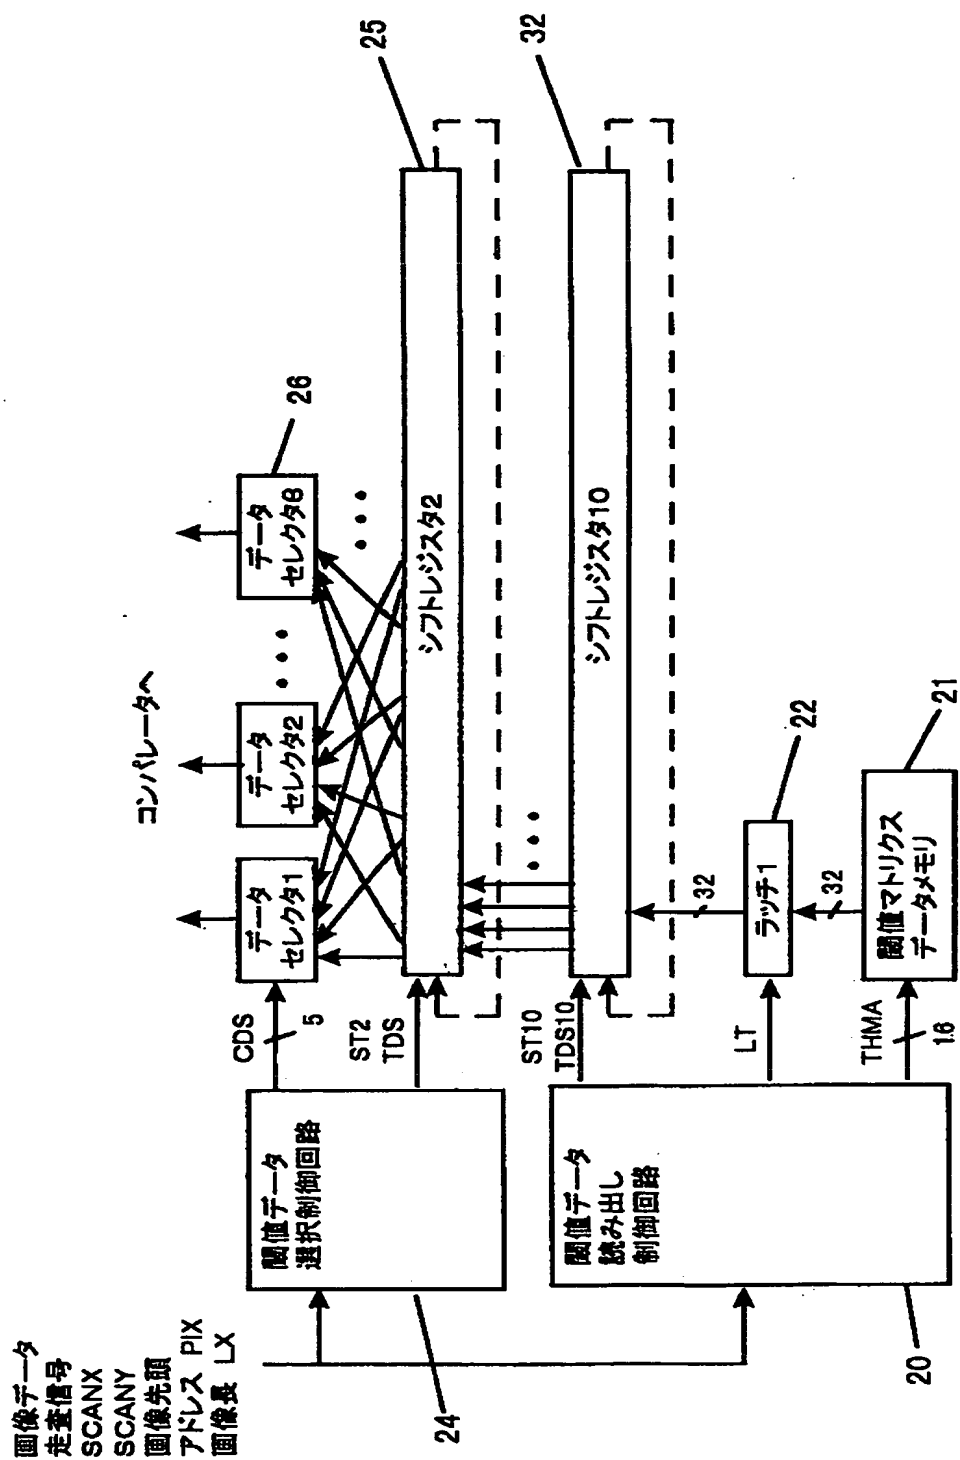 画像データ
走査信号
SCANX
SCANY
画像先頭
アドレス PIX
画像長 LX
24
閾値データ
選択制御回路
CDS
5
ST2
TDS
20
閾値データ
読み出し
制御回路
ST10
TDS10
LT
THMA
16
コンパレータへ
データ
セレクタ1
データ
セレクタ2
データ
セレクタ8
26
シフトレジスタ2
25
シフトレジスタ10
32
32
ラッチ1
22
32
閾値マトリクス
データメモリ
21